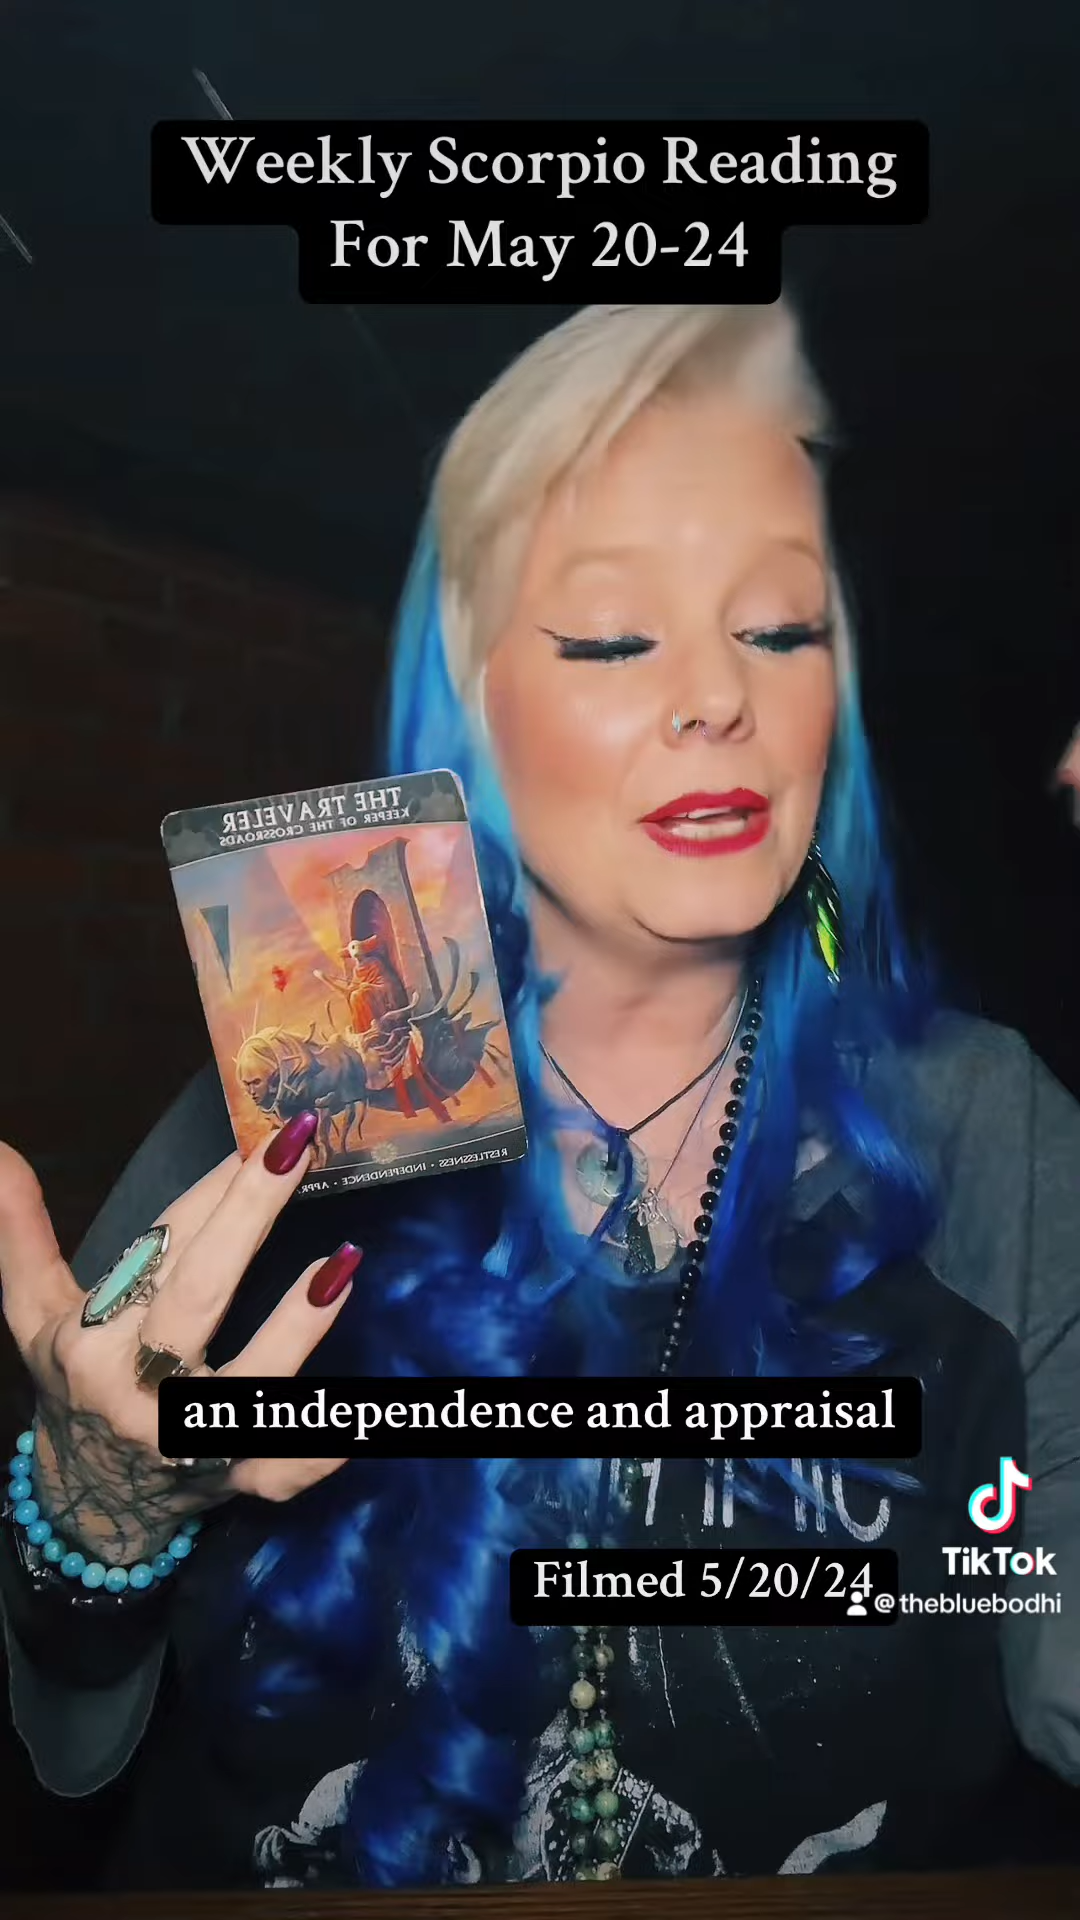 Weekly Scorpio Reading
For May 20-24
THE TRAVELER
KEEPER OF THE CROSSROADS
RESTLESSNESS · INDEPENDENCE ·
an independence and appraisal
Filmed 5/20/24
TikTok
@thebluebodhi